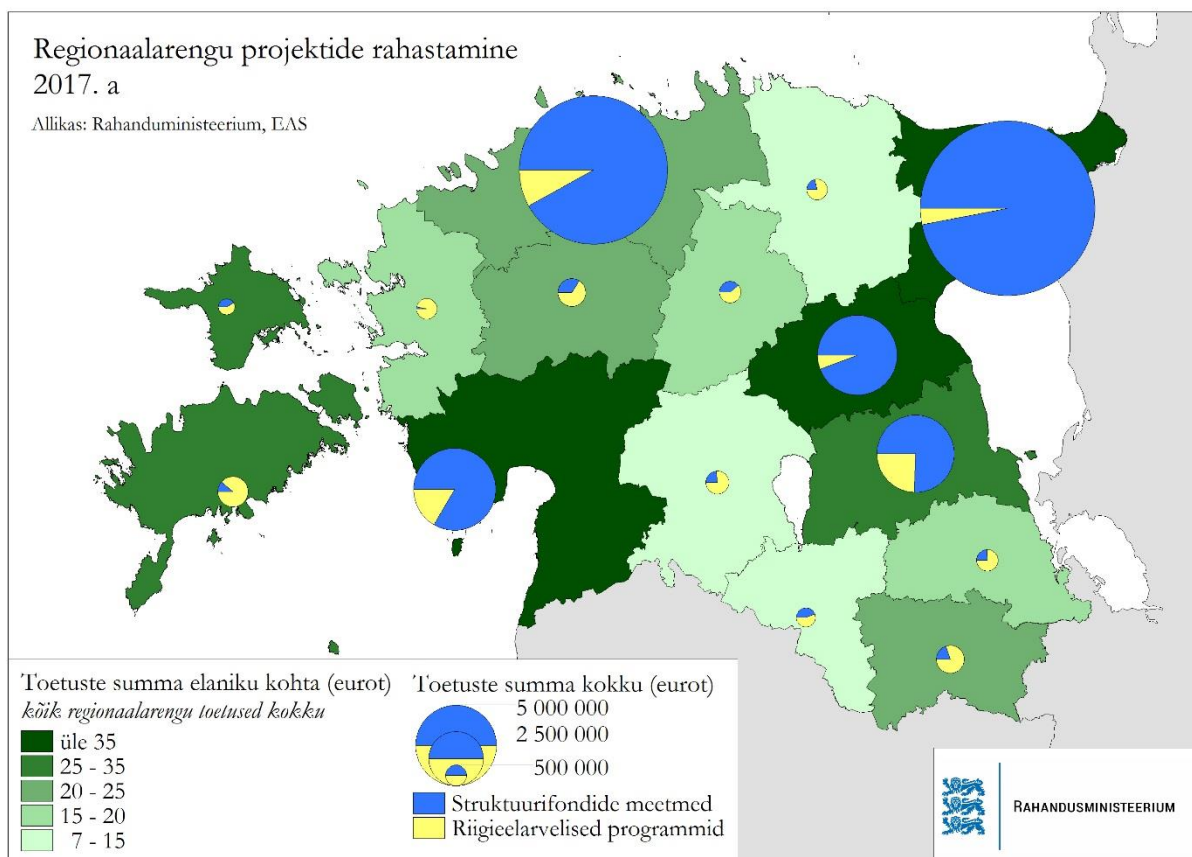 Regionaalarengu projektide rahastamine
2017. a
Allikas: Rahanduministeerium, EAS
Toetuste summa elaniku kohta (eurot)
kõik regionaalarengu toetused kokku
üle 35
25 - 35
20 - 25
15 - 20
7 - 15
Toetuste summa kokku (eurot)
5 000 000
2 500 000
500 000
Struktuurifondide meetmed
Riigieelarvelised programmid
RAHANDUSMINISTEERIUM